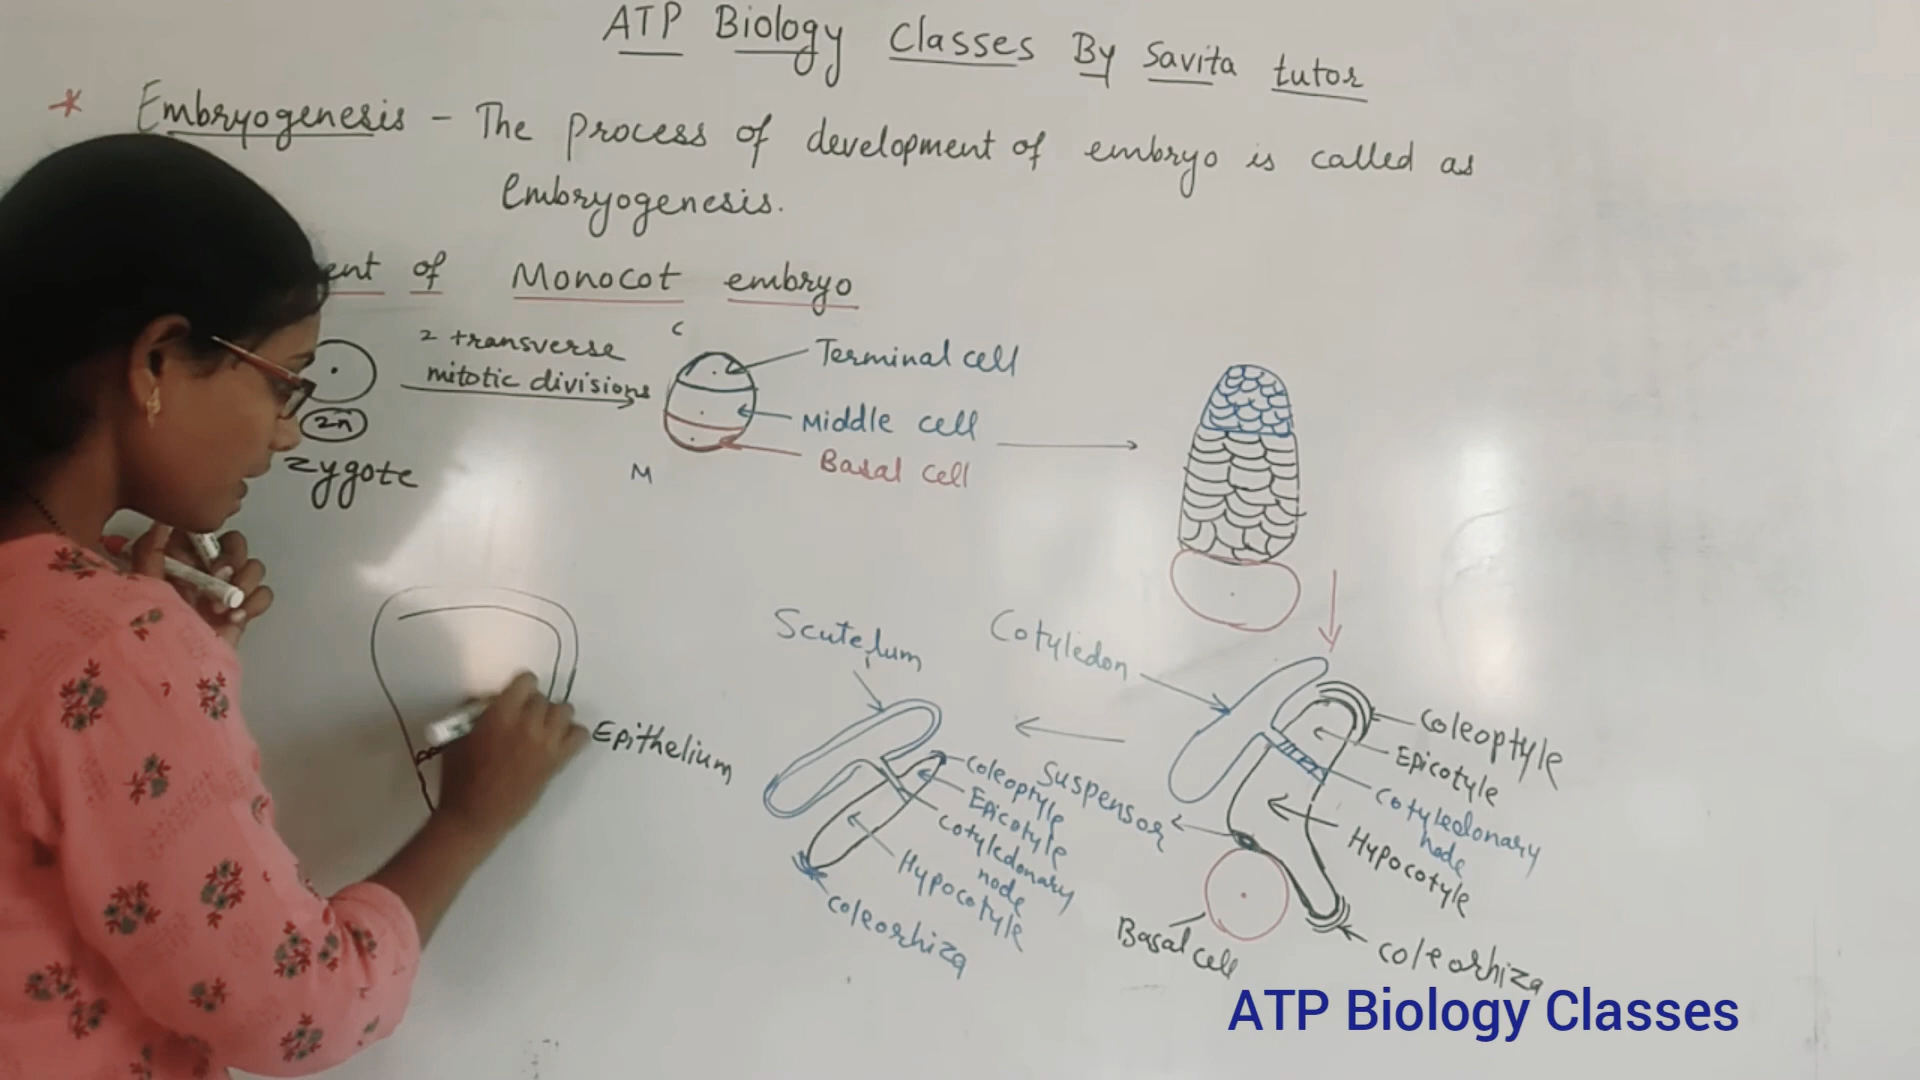 ATP Biology Classes By Savita tutor
* Embryogenesis - The process of development of embryo is called as
Embryogenesis.
ent of Monocot embryo
2 transverse
mitotic divisions
2n
zygote
C
Terminal cell
Middle cell
Basal cell
M
Scutelum
Cotyledon
Epithelium
Coleoptyle
Epicotyle
Cotyledonary
node
Hypocotyle
coleorhiza
Suspensor
Coleoptyle
Epicotyle
Cotyledonary
node
Hypocotyle
Basal cell
coleorhiza
ATP Biology Classes